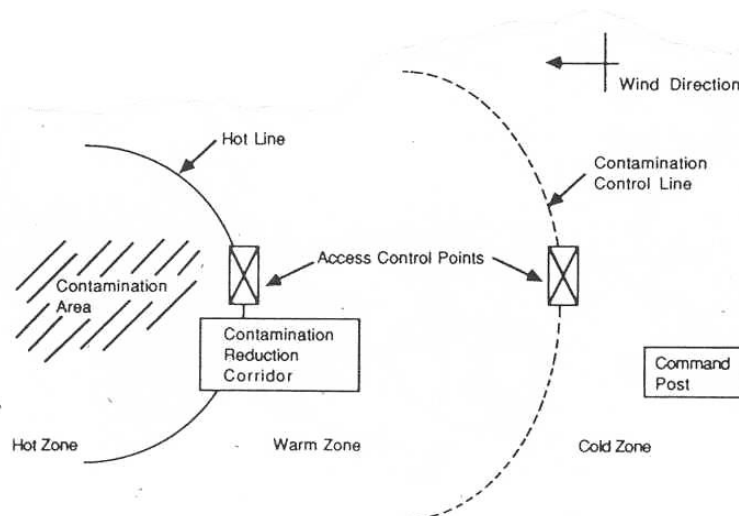 Wind Direction
Hot Line
Contamination
Control Line
Access Control Points
Contamination
Area
Contamination
Reduction
Corridor
Command
Post
Hot Zone
Warm Zone
Cold Zone